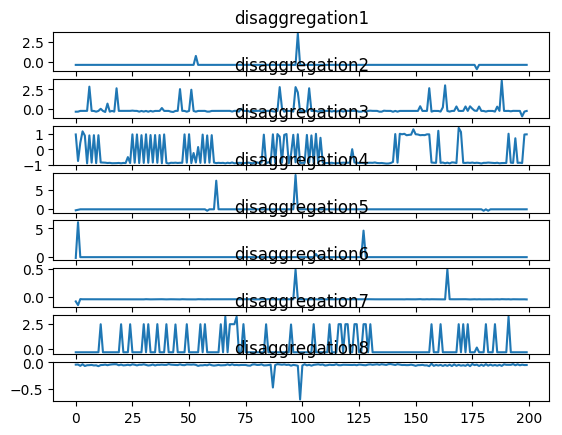 disaggregation1
2.5
0.0
disaggregation2
2.5
0.0
disaggregation3
1
0
−1
disaggregation4
5
0
disaggregation5
5
0
disaggregation6
0.5
0.0
disaggregation7
2.5
0.0
disaggregation8
0.0
−0.5
0 25 50 75 100 125 150 175 200